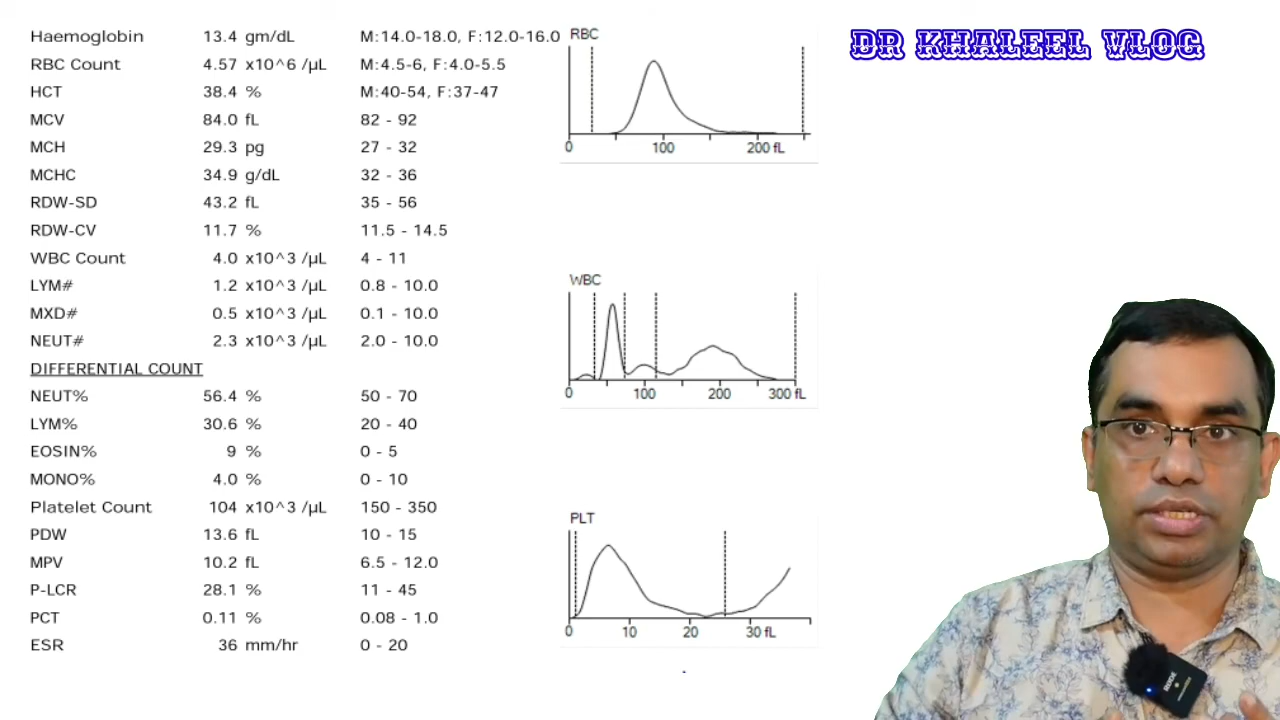 DR KHALEEL VLOG
Haemoglobin 13.4 gm/dL M:14.0-18.0, F:12.0-16.0
RBC Count 4.57 x10^6 /µL M:4.5-6, F:4.0-5.5
HCT 38.4 % M:40-54, F:37-47
MCV 84.0 fL 82 - 92
MCH 29.3 pg 27 - 32
MCHC 34.9 g/dL 32 - 36
RDW-SD 43.2 fL 35 - 56
RDW-CV 11.7 % 11.5 - 14.5
WBC Count 4.0 x10^3 /µL 4 - 11
LYM# 1.2 x10^3 /µL 0.8 - 10.0
MXD# 0.5 x10^3 /µL 0.1 - 10.0
NEUT# 2.3 x10^3 /µL 2.0 - 10.0
DIFFERENTIAL COUNT
NEUT% 56.4 % 50 - 70
LYM% 30.6 % 20 - 40
EOSIN% 9 % 0 - 5
MONO% 4.0 % 0 - 10
Platelet Count 104 x10^3 /µL 150 - 350
PDW 13.6 fL 10 - 15
MPV 10.2 fL 6.5 - 12.0
P-LCR 28.1 % 11 - 45
PCT 0.11 % 0.08 - 1.0
ESR 36 mm/hr 0 - 20
RBC
0 100 200 fL
WBC
0 100 200 300 fL
PLT
0 10 20 30 fL
RODE